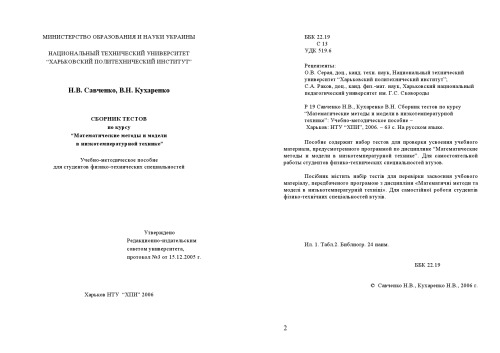 МИНИСТЕРСТВО ОБРАЗОВАНИЯ И НАУКИ УКРАИНЫ
НАЦИОНАЛЬНЫЙ ТЕХНИЧЕСКИЙ УНИВЕРСИТЕТ
“ХАРЬКОВСКИЙ ПОЛИТЕХНИЧЕСКИЙ ИНСТИТУТ”
Н.В. Савченко, В.Н. Кухаренко
СБОРНИК ТЕСТОВ
по курсу
“Математические методы и модели
в низкотемпературной технике”
Учебно-методическое пособие
для студентов физико-технических специальностей
Утверждено
Редакционно-издательским
советом университета,
протокол №3 от 15.12.2005 г.
Харьков НТУ “ХПИ” 2006
ББК 22.19
С 13
УДК 519.6
Рецензенты:
О.В. Серая, доц., канд. техн. наук, Национальный технический
университет “Харьковский политехнический институт”;
С.А. Раков, доц., канд. физ.-мат. наук, Харьковский национальный
педагогический университет им. Г.С. Сковороды
Р 19 Савченко Н.В., Кухаренко В.Н. Сборник тестов по курсу
“Математические методы и модели в низкотемпературной
технике”: Учебно-методическое пособие –
Харьков: НТУ “ХПИ”, 2006. – 63 с. На русском языке.
Пособие содержит набор тестов для проверки усвоения учебного
материала, предусмотренного программой по дисциплине “Математические
методы и модели в низкотемпературной технике”. Для самостоятельной
работы студентов физико-технических специальностей втузов.
Посібник містить набор тестів для перевірки засвоєння учбового
матеріалу, передбаченого програмою з дисципліни «Математичні методи та
моделі в низькотемпературній техніці». Для самостійної роботи студентів
фізико-технічних спеціальностей втузів.
Ил. 1. Табл.2. Библиогр. 24 наим.
ББК 22.19
© Савченко Н.В., Кухаренко Н.В., 2006 г.
2